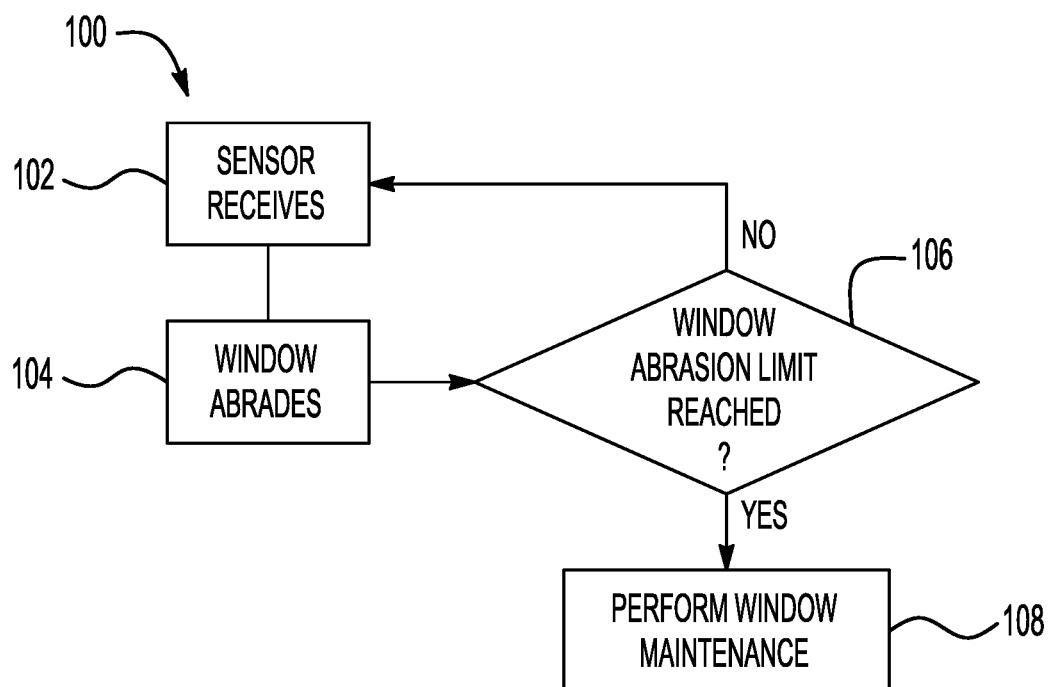 100
102
SENSOR
RECEIVES
NO
106
104
WINDOW
ABRADES
WINDOW
ABRASION LIMIT
REACHED
?
YES
PERFORM WINDOW
MAINTENANCE
108